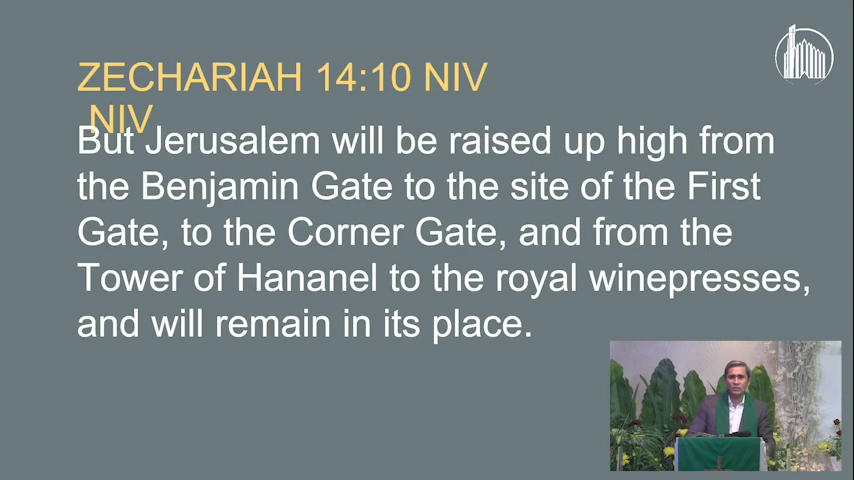 ZECHARIAH 14:10 NIV
NIV
But Jerusalem will be raised up high from
the Benjamin Gate to the site of the First
Gate, to the Corner Gate, and from the
Tower of Hananel to the royal winepresses,
and will remain in its place.